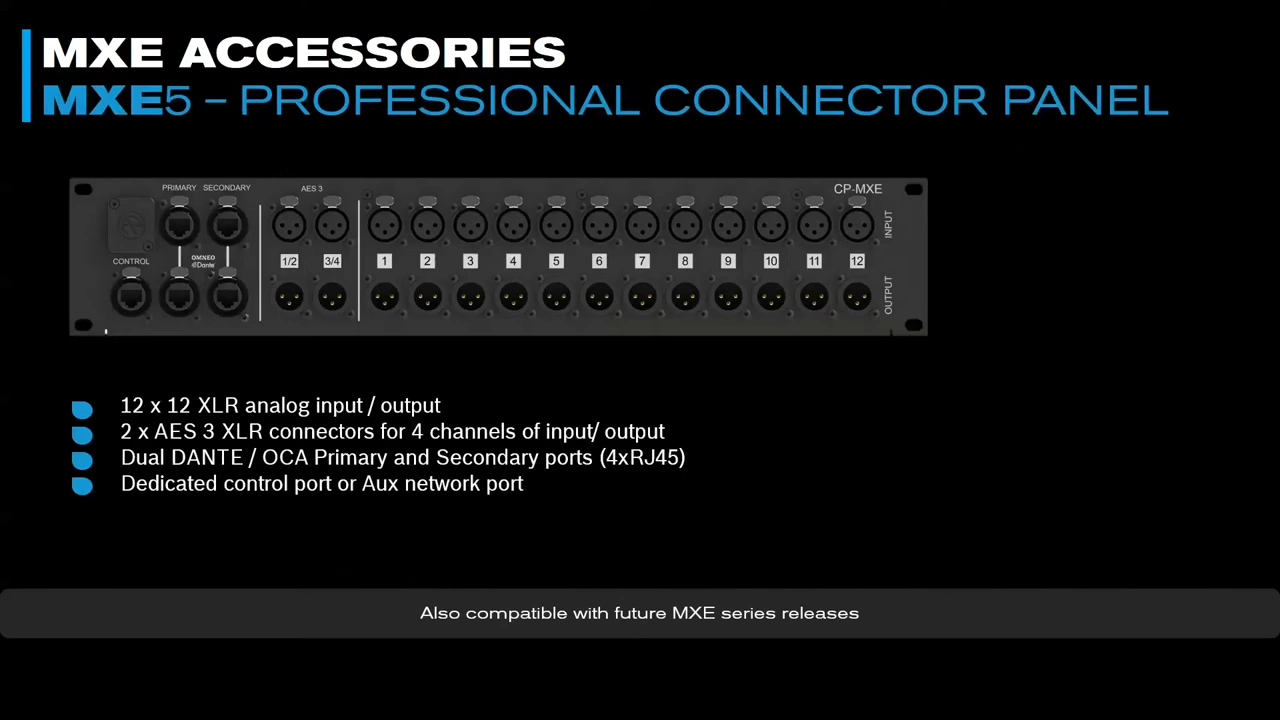 MXE ACCESSORIES
MXE5 – PROFESSIONAL CONNECTOR PANEL
PRIMARY SECONDARY AES 3 CP-MXE
INPUT
CONTROL OMNEO
Dante
1/2 3/4 1 2 3 4 5 6 7 8 9 10 11 12
OUTPUT
12 x 12 XLR analog input / output
2 x AES 3 XLR connectors for 4 channels of input/ output
Dual DANTE / OCA Primary and Secondary ports (4xRJ45)
Dedicated control port or Aux network port
Also compatible with future MXE series releases